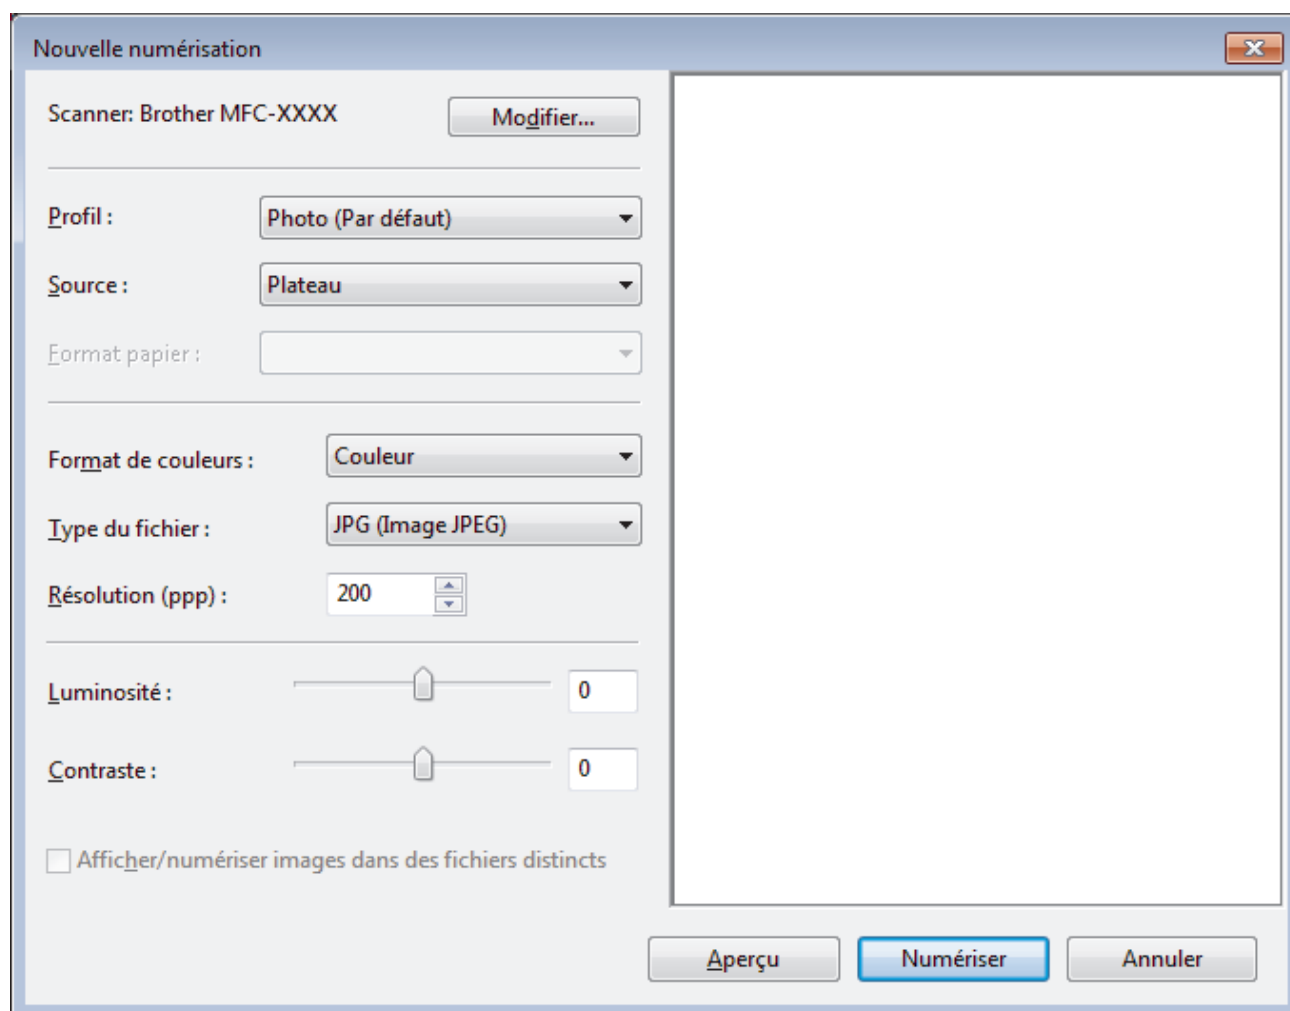 Nouvelle numérisation
Scanner: Brother MFC-XXXX
Modifier...
Profil : Photo (Par défaut)
Source : Plateau
Format papier :
Format de couleurs : Couleur
Type du fichier : JPG (Image JPEG)
Résolution (ppp) : 200
Luminosité : 0
Contraste : 0
Afficher/numériser images dans des fichiers distincts
Aperçu Numériser Annuler